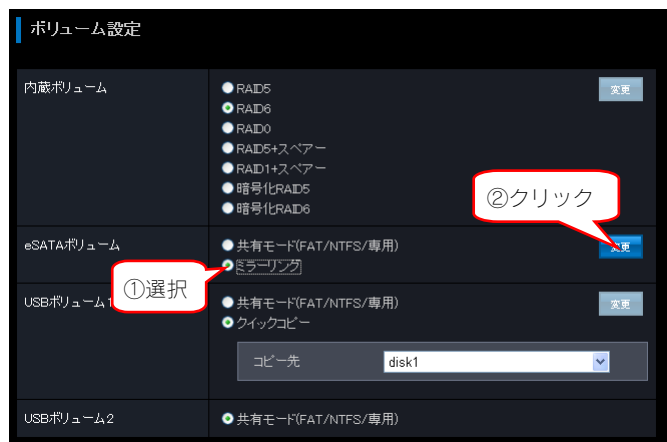 ボリューム設定
内蔵ボリューム
RAID5
変更
RAID6
RAID0
RAID5+スペアー
RAID1+スペアー
暗号化RAID5
暗号化RAID6
②クリック
eSATAボリューム
共有モード(FAT/NTFS/専用)
変更
ミラーリング
①選択
USBボリューム1
共有モード(FAT/NTFS/専用)
変更
クイックコピー
コピー先
disk1
USBボリューム2
共有モード(FAT/NTFS/専用)